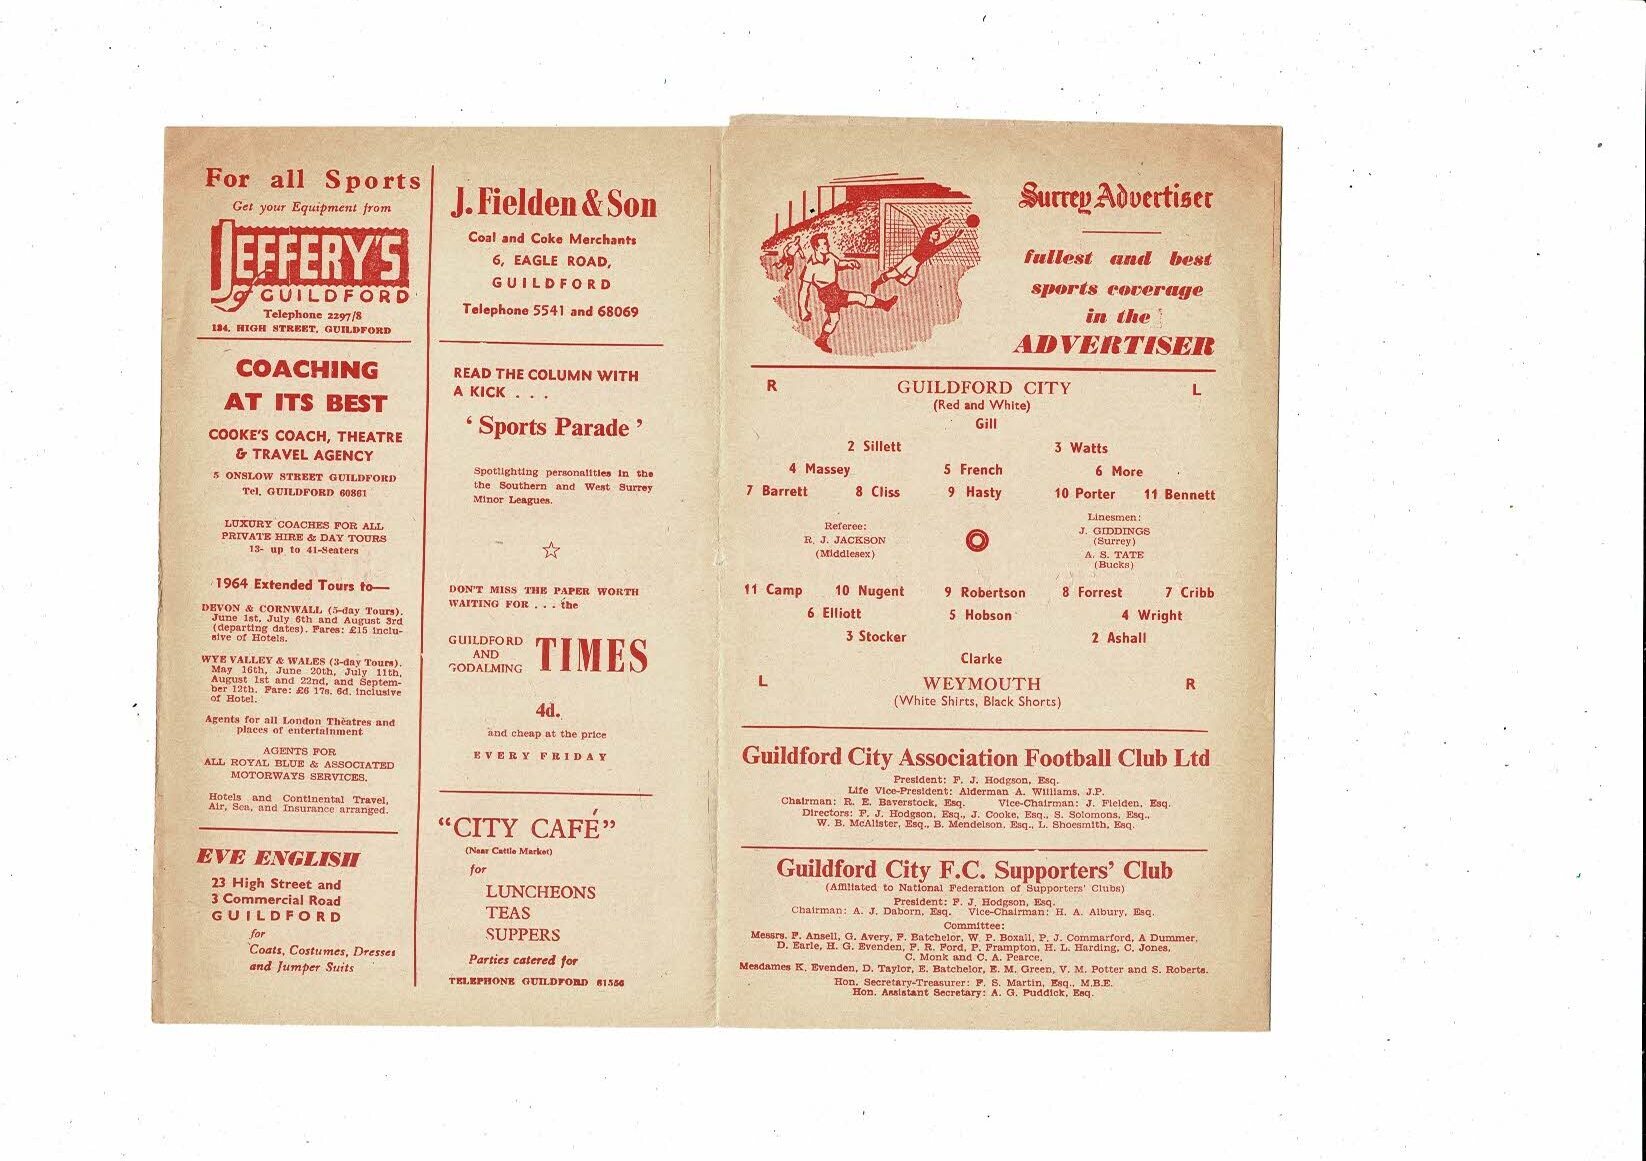 For all Sports
Get your Equipment from
JEFFERY'S
of GUILDFORD
Telephone 2297/8
134, HIGH STREET, GUILDFORD
COACHING
AT ITS BEST
COOKE'S COACH, THEATRE
& TRAVEL AGENCY
5 ONSLOW STREET GUILDFORD
Tel. GUILDFORD 60861
LUXURY COACHES FOR ALL
PRIVATE HIRE & DAY TOURS
13- up to 41-Seaters
1964 Extended Tours to—
DEVON & CORNWALL (5-day Tours).
June 1st, July 6th and August 3rd
(departing dates). Fares: £15 inclu-
sive of Hotels.
WYE VALLEY & WALES (3-day Tours).
May 16th, June 20th, July 11th,
August 1st and 22nd, and Septem-
ber 12th. Fare: £6 17s. 6d. inclusive
of Hotel.
Agents for all London Theatres and
places of entertainment
AGENTS FOR
ALL ROYAL BLUE & ASSOCIATED
MOTORWAYS SERVICES.
Hotels and Continental Travel,
Air, Sea, and Insurance arranged.
EVE ENGLISH
23 High Street and
3 Commercial Road
GUILDFORD
for
Coats, Costumes, Dresses
and Jumper Suits
J. Fielden & Son
Coal and Coke Merchants
6, EAGLE ROAD,
GUILDFORD
Telephone 5541 and 68069
READ THE COLUMN WITH
A KICK . . .
'Sports Parade'
Spotlighting personalities in the
the Southern and West Surrey
Minor Leagues.
DON'T MISS THE PAPER WORTH
WAITING FOR . . . the
GUILDFORD
AND
GODALMING
TIMES
4d.
and cheap at the price
EVERY FRIDAY
"CITY CAFÉ"
(Near Cattle Market)
for
LUNCHEONS
TEAS
SUPPERS
Parties catered for
TELEPHONE GUILDFORD 61556
Surrey Advertiser
fullest and best
sports coverage
in the
ADVERTISER
R GUILDFORD CITY L
(Red and White)
Gill
2 Sillett 3 Watts
4 Massey 5 French 6 More
7 Barrett 8 Cliss 9 Hasty 10 Porter 11 Bennett
Referee:
R. J. JACKSON
(Middlesex)
Linesmen:
J. GIDDINGS
(Surrey)
A. S. TATE
(Bucks)
11 Camp 10 Nugent 9 Robertson 8 Forrest 7 Cribb
6 Elliott 5 Hobson 4 Wright
3 Stocker 2 Ashall
Clarke
L WEYMOUTH R
(White Shirts, Black Shorts)
Guildford City Association Football Club Ltd
President: F. J. Hodgson, Esq.
Life Vice-President: Alderman A. Williams, J.P.
Chairman: R. E. Baverstock, Esq. Vice-Chairman: J. Fielden, Esq.
Directors: F. J. Hodgson, Esq., J. Cooke, Esq., S. Solomons, Esq.,
W. B. McAlister, Esq., B. Mendelson, Esq., L. Shoesmith, Esq.
Guildford City F.C. Supporters' Club
(Affiliated to National Federation of Supporters' Clubs)
President: F. J. Hodgson, Esq.
Chairman: A. J. Daborn, Esq. Vice-Chairman: H. A. Albury, Esq.
Committee:
Messrs. F. Ansell, G. Avery, F. Batchelor, W. P. Boxall, P. J. Commarford, A Dummer,
D. Earle, H. G. Evenden, F. R. Ford, P. Frampton, H. L. Harding, C. Jones,
C. Monk and C. A. Pearce.
Mesdames K. Evenden, D. Taylor, E. Batchelor, E. M. Green, V. M. Potter and S. Roberts.
Hon. Secretary-Treasurer: F. S. Martin, Esq., M.B.E.
Hon. Assistant Secretary: A. G. Puddick, Esq.